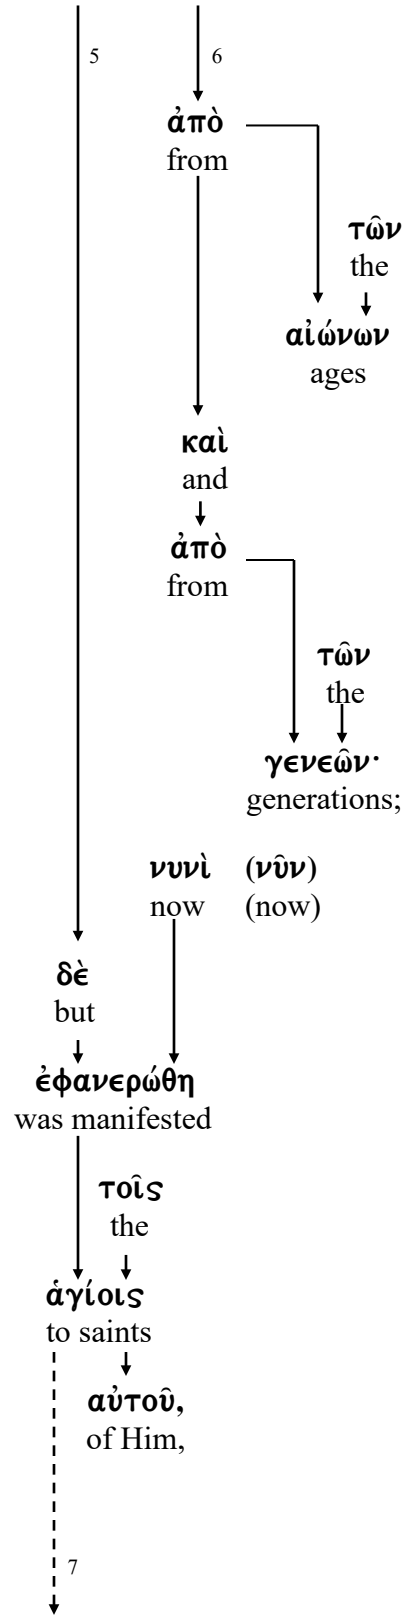 5 6
ἀπὸ
from
τῶν
the
αἰώνων
ages
καὶ
and
ἀπὸ
from
τῶν
the
γενεῶν·
generations;
νυνὶ (νῦν)
now (now)
δὲ
but
ἐφανερώθη
was manifested
τοῖς
the
ἁγίοις
to saints
αὐτοῦ,
of Him,
7